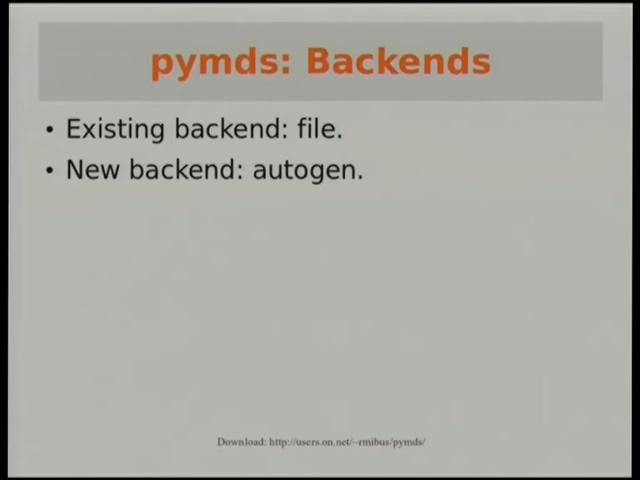 pymds: Backends
• Existing backend: file.
• New backend: autogen.
Download: http://users.on.net/~rmibus/pymds/